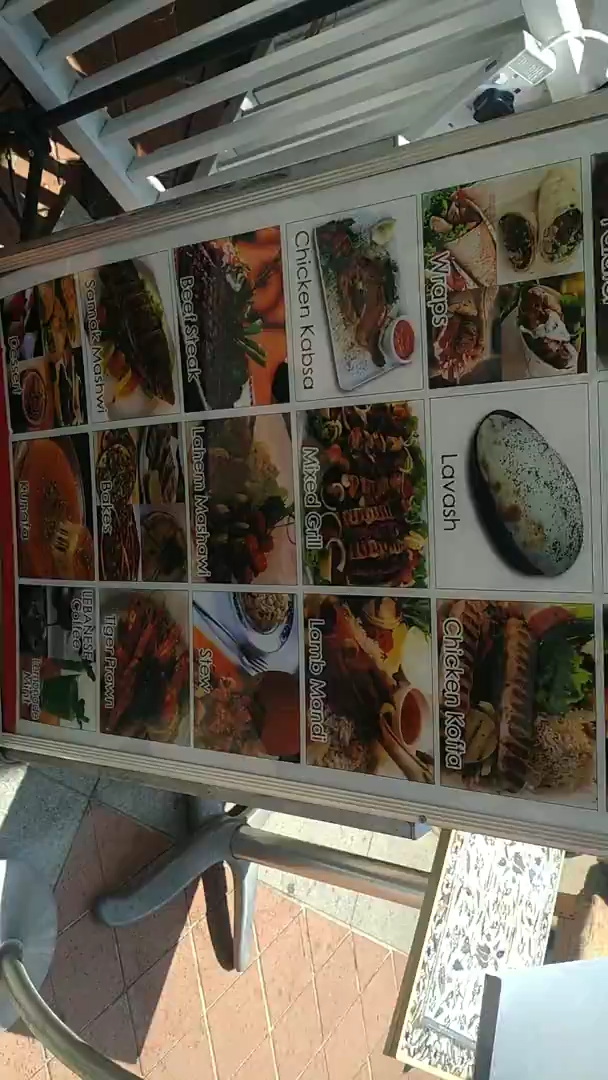 Wraps
Lavash
Chicken Kofta
Chicken Kabsa
Mixed Grill
Lamb Mandi
Beef Steak
Lahem Mashawi
Stew
Samak Mashwi
Bakes
Tiger Prawn
Dessert
Kunafa
LEBANESE
Coffee
Lemonade
Mint